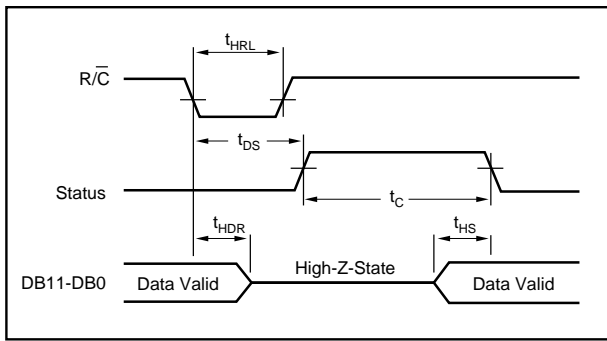 t_HRL
R/C̅
t_DS
Status
t_C
t_HDR
t_HS
High-Z-State
DB11-DB0
Data Valid
Data Valid